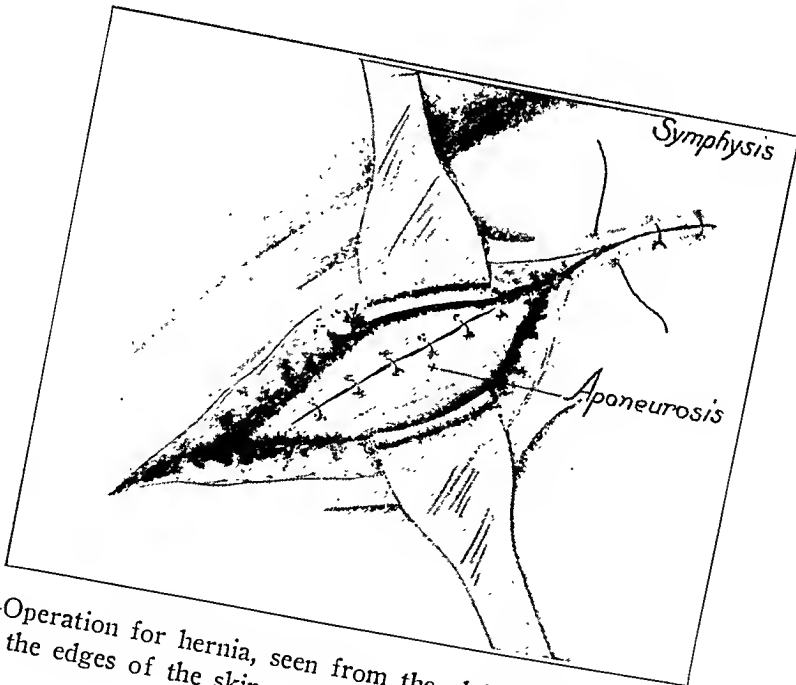 Symphysis
Aponeurosis
Operation for hernia, seen from the
the edges of the skin